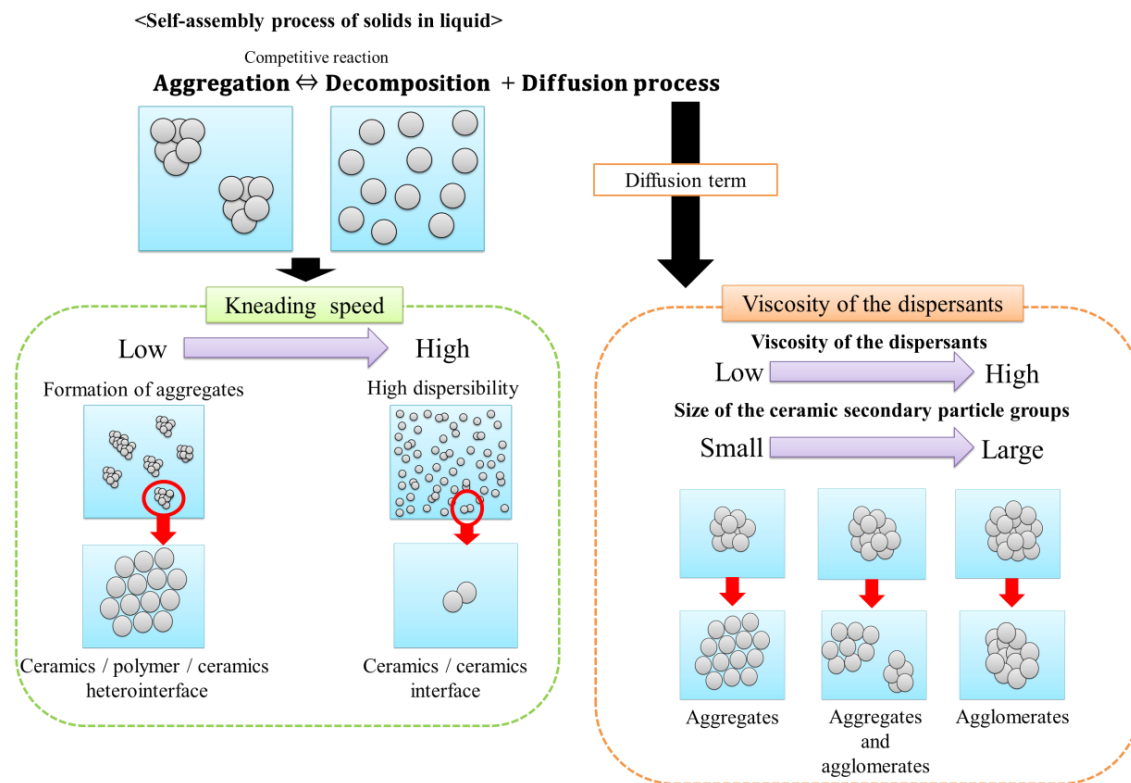 <Self-assembly process of solids in liquid>
Competitive reaction
Aggregation ⇔ Decomposition + Diffusion process
Diffusion term
Kneading speed
Low
High
Formation of aggregates
High dispersibility
Ceramics / polymer / ceramics
heterointerface
Ceramics / ceramics
interface
Viscosity of the dispersants
Viscosity of the dispersants
Low
High
Size of the ceramic secondary particle groups
Small
Large
Aggregates
Aggregates
and
agglomerates
Agglomerates